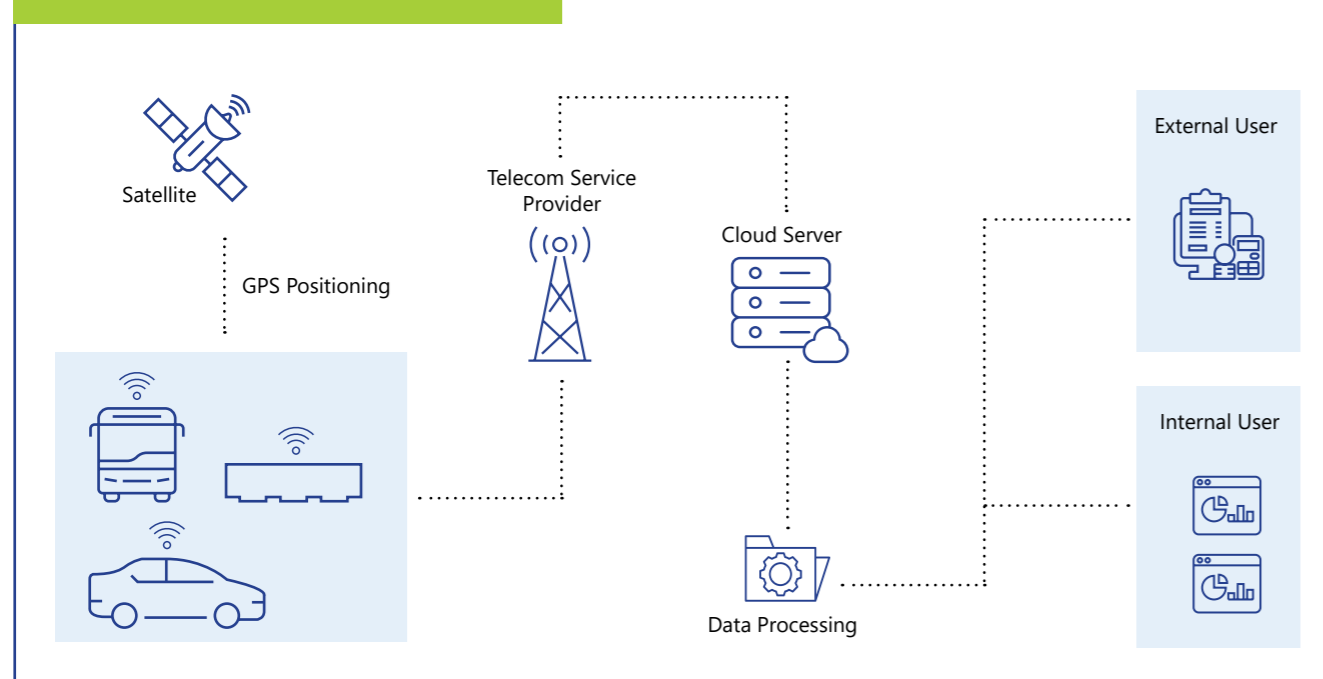 Satellite
GPS Positioning
Telecom Service
Provider
Cloud Server
Data Processing
External User
Internal User